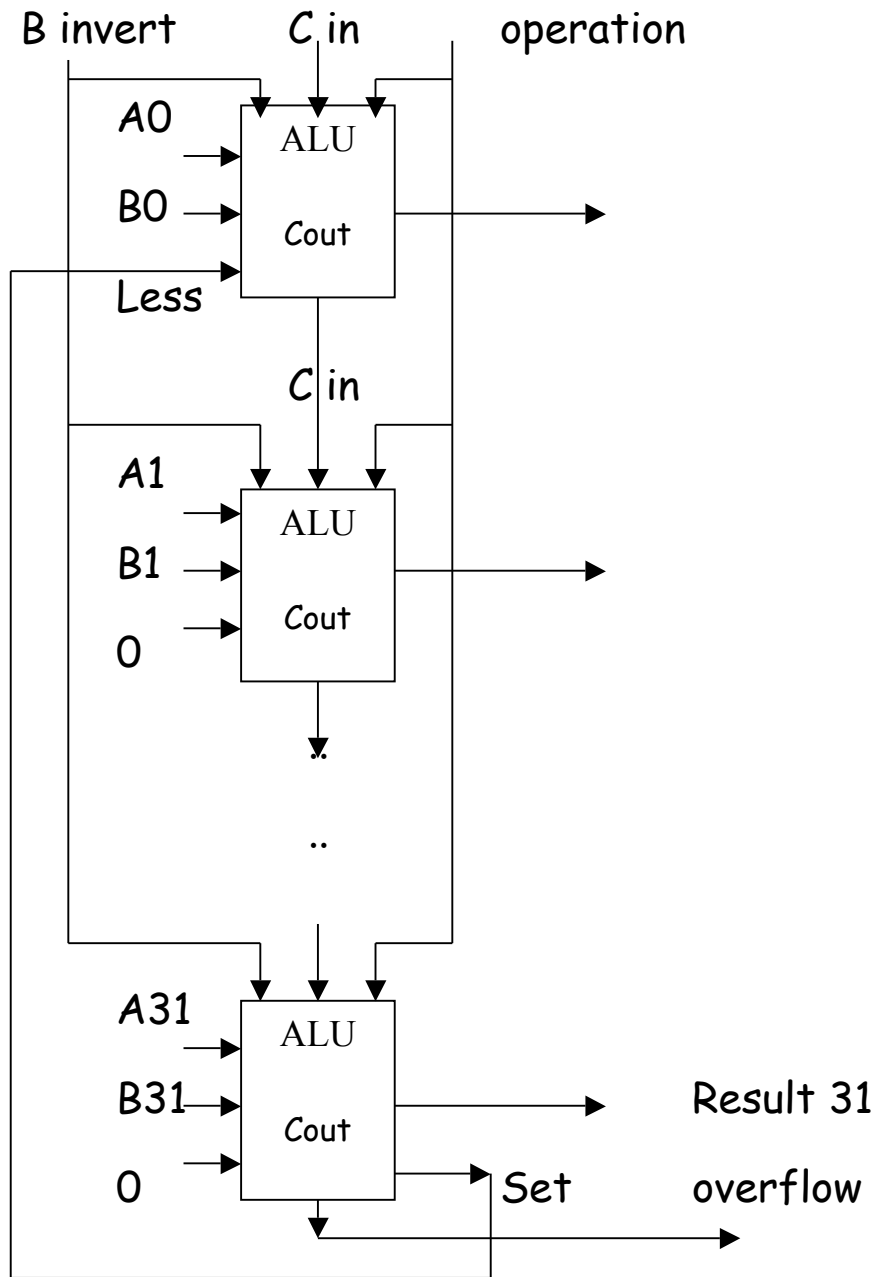 B invert C in operation
A0
ALU
B0
Cout
Less
C in
A1
ALU
B1
Cout
0
..
..
A31
ALU
B31 Result 31
Cout
0 Set overflow